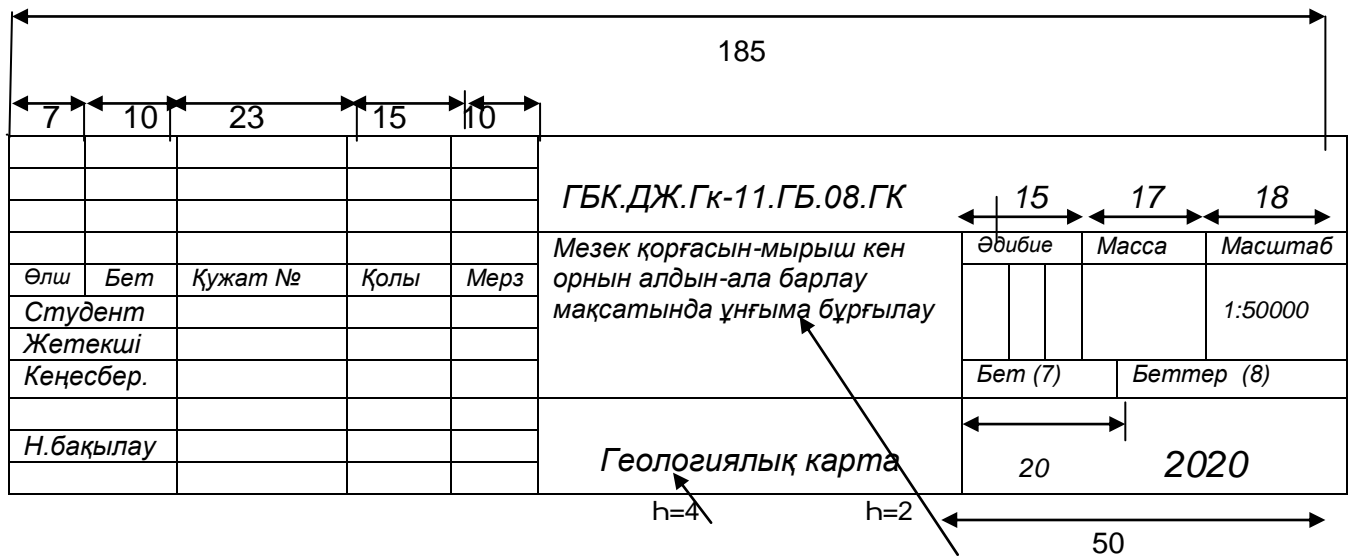 185
7 10 23 15 10
ГБК.ДЖ.Гк-11.ГБ.08.ГК
15 17 18
Мезек қорғасын-мырыш кен
орнын алдын-ала барлау
мақсатында ұнғыма бұрғылау
Әдибие Масса Масштаб
Өлш Бет Құжат № Қолы Мерз
Студент
1:50000
Жетекші
Кеңесбер.
Бет (7) Беттер (8)
Н.бақылау
Геологиялық карта
20 2020
һ=4 һ=2
50